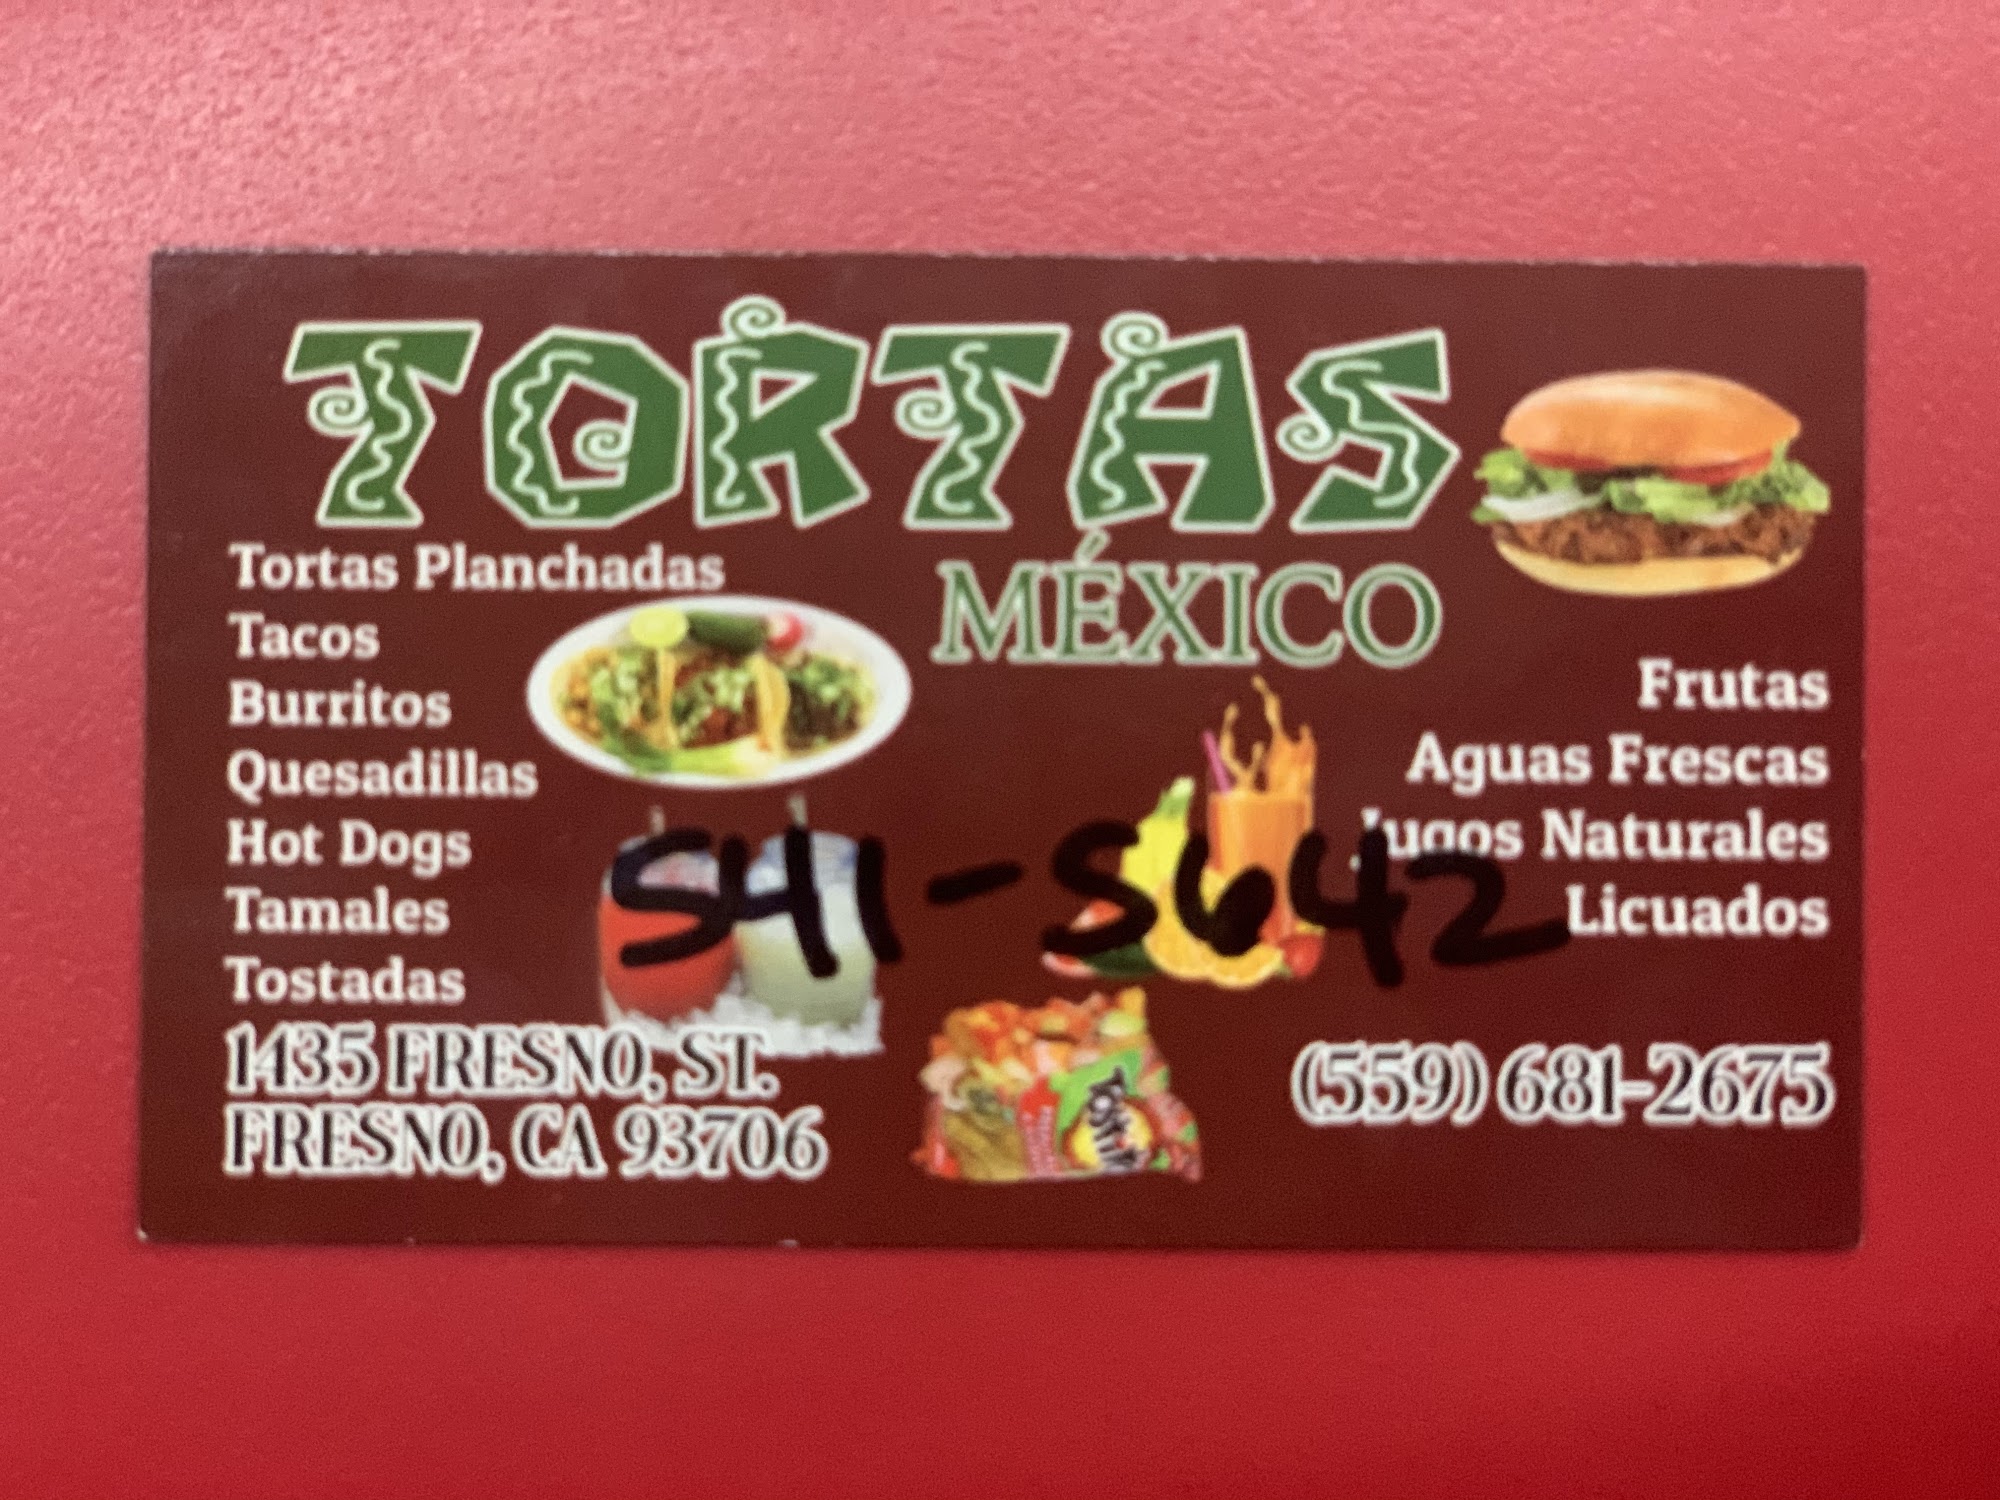 TORTAS
MÉXICO
Tortas Planchadas
Tacos
Burritos
Quesadillas
Hot Dogs
Tamales
Tostadas
Frutas
Aguas Frescas
Jugos Naturales
Licuados
541-5642
1435 FRESNO, ST.
FRESNO, CA 93706
(559) 681-2675